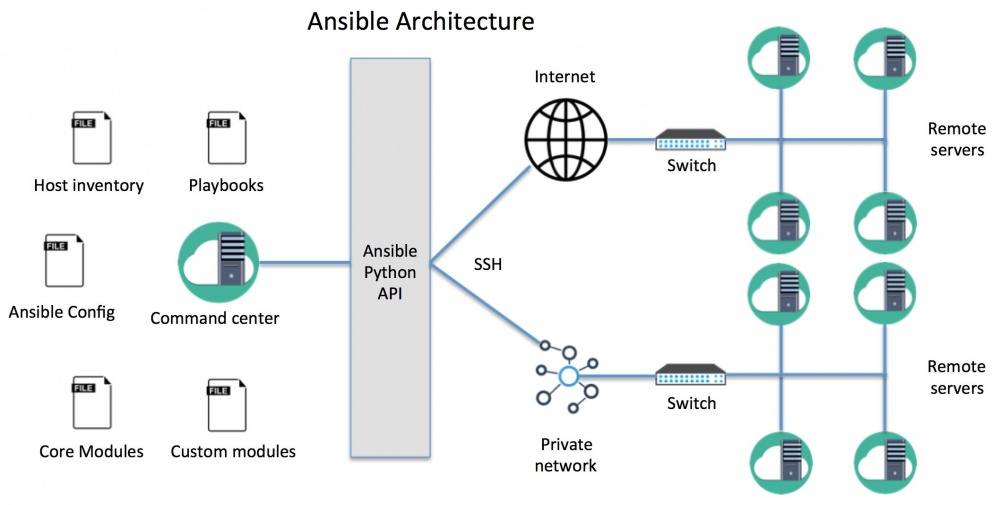 Ansible Architecture
Internet
FILE
FILE
Host inventory
Playbooks
Switch
Remote
servers
FILE
Ansible Config
Command center
Ansible
Python
API
SSH
FILE
FILE
Core Modules
Custom modules
Private
network
Switch
Remote
servers